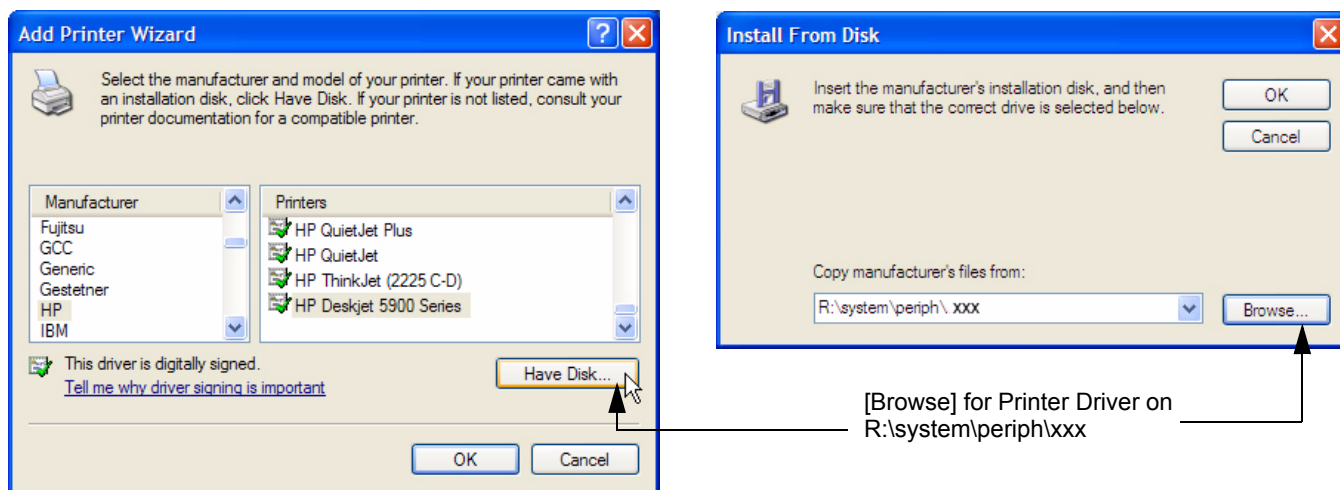 Add Printer Wizard
Select the manufacturer and model of your printer. If your printer came with
an installation disk, click Have Disk. If your printer is not listed, consult your
printer documentation for a compatible printer.
Manufacturer
Fujitsu
GCC
Generic
Gestetner
HP
IBM
Printers
HP QuietJet Plus
HP QuietJet
HP ThinkJet (2225 C-D)
HP Deskjet 5900 Series
This driver is digitally signed.
Tell me why driver signing is important
Have Disk...
OK
Cancel
Install From Disk
Insert the manufacturer's installation disk, and then
make sure that the correct drive is selected below.
OK
Cancel
Copy manufacturer's files from:
R:\system\periph\. xxx
Browse...
[Browse] for Printer Driver on
R:\system\periph\xxx